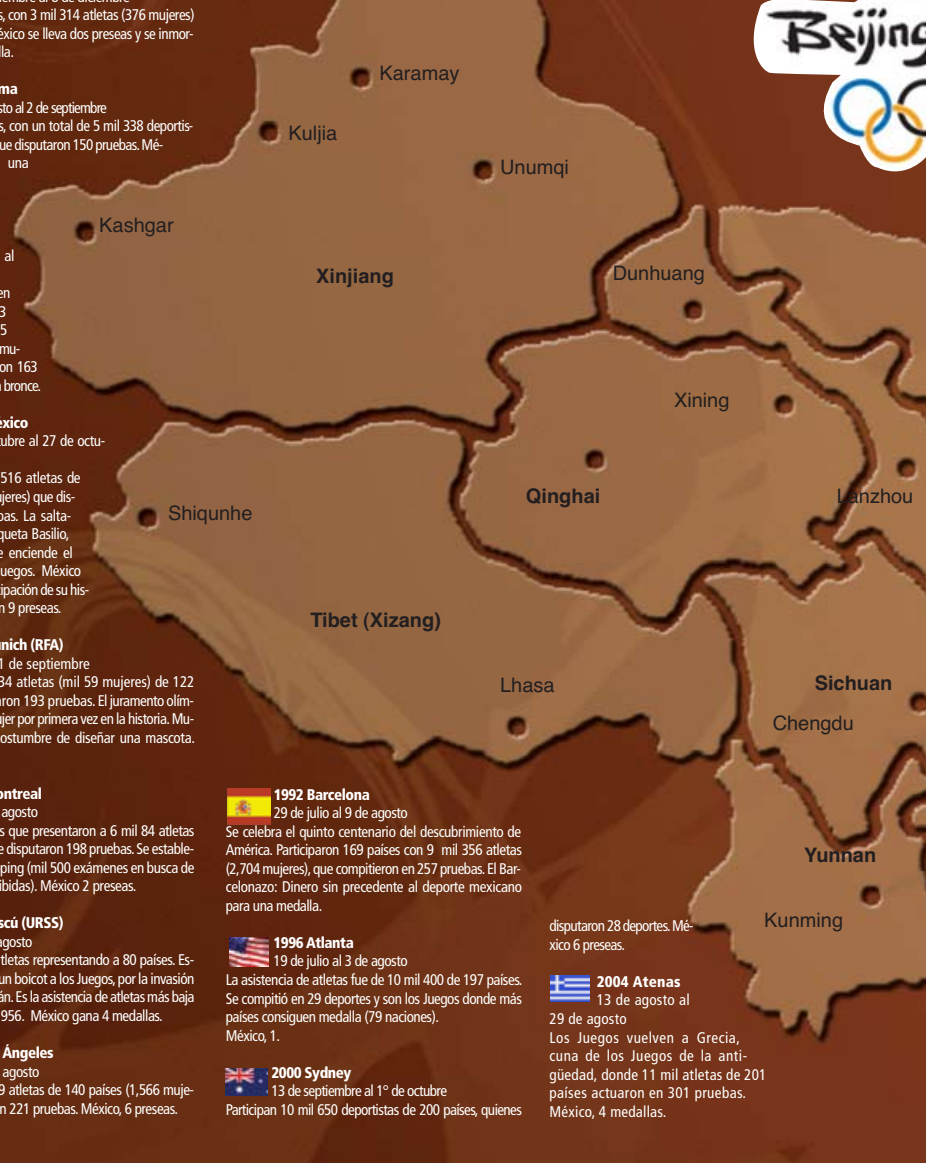 iembre al 8 de diciembre
s, con 3 mil 314 atletas (376 mujeres)
éxico se lleva dos preseas y se inmor-
lla.
ma
sto al 2 de septiembre
s, con un total de 5 mil 338 deportis-
ue disputaron 150 pruebas. Mé-
una
al
en
3
5
mu-
on 163
bronce.
éxico
tubre al 27 de octu-
516 atletas de
ujeres) que dis-
bas. La salta-
queta Basilio,
e enciende el
uegos. México
cipación de su his-
n 9 preseas.
unich (RFA)
1 de septiembre
34 atletas (mil 59 mujeres) de 122
aron 193 pruebas. El juramento olím-
ujer por primera vez en la historia. Mu-
ostumbre de diseñar una mascota.
ontreal
agosto
s que presentaron a 6 mil 84 atletas
e disputaron 198 pruebas. Se estable-
ping (mil 500 exámenes en busca de
ibidas). México 2 preseas.
scú (URSS)
agosto
atletas representando a 80 países. Es-
un boicot a los Juegos, por la invasión
án. Es la asistencia de atletas más baja
956. México gana 4 medallas.
Ángeles
agosto
9 atletas de 140 países (1,566 muje-
n 221 pruebas. México, 6 preseas.
1992 Barcelona
29 de julio al 9 de agosto
Se celebra el quinto centenario del descubrimiento de
América. Participaron 169 países con 9 mil 356 atletas
(2,704 mujeres), que compitieron en 257 pruebas. El Bar-
celonazo: Dinero sin precedente al deporte mexicano
para una medalla.
1996 Atlanta
19 de julio al 3 de agosto
La asistencia de atletas fue de 10 mil 400 de 197 países.
Se compitió en 29 deportes y son los Juegos donde más
países consiguen medalla (79 naciones).
México, 1.
2000 Sydney
13 de septiembre al 1° de octubre
Participan 10 mil 650 deportistas de 200 países, quienes
disputaron 28 deportes. Mé-
xico 6 preseas.
2004 Atenas
13 de agosto al
29 de agosto
Los Juegos vuelven a Grecia,
cuna de los Juegos de la anti-
güedad, donde 11 mil atletas de 201
países actuaron en 301 pruebas.
México, 4 medallas.
Beijing
Karamay
Kuljia
Unumqi
Kashgar
Xinjiang
Dunhuang
Xining
Qinghai
Lanzhou
Shiqunhe
Tibet (Xizang)
Lhasa
Sichuan
Chengdu
Yunnan
Kunming